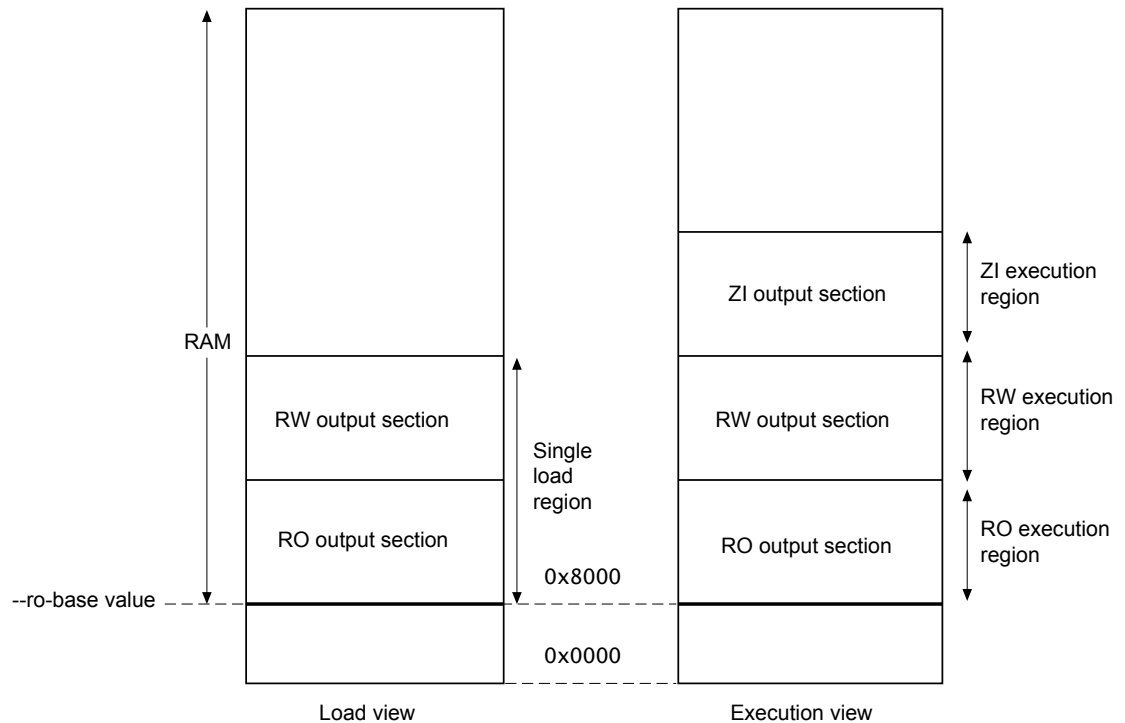 ZI output section
ZI execution
region
RAM
RW output section
RW output section
RW execution
region
Single
load
region
RO output section
RO output section
RO execution
region
0x8000
--ro-base value
0x0000
Load view
Execution view